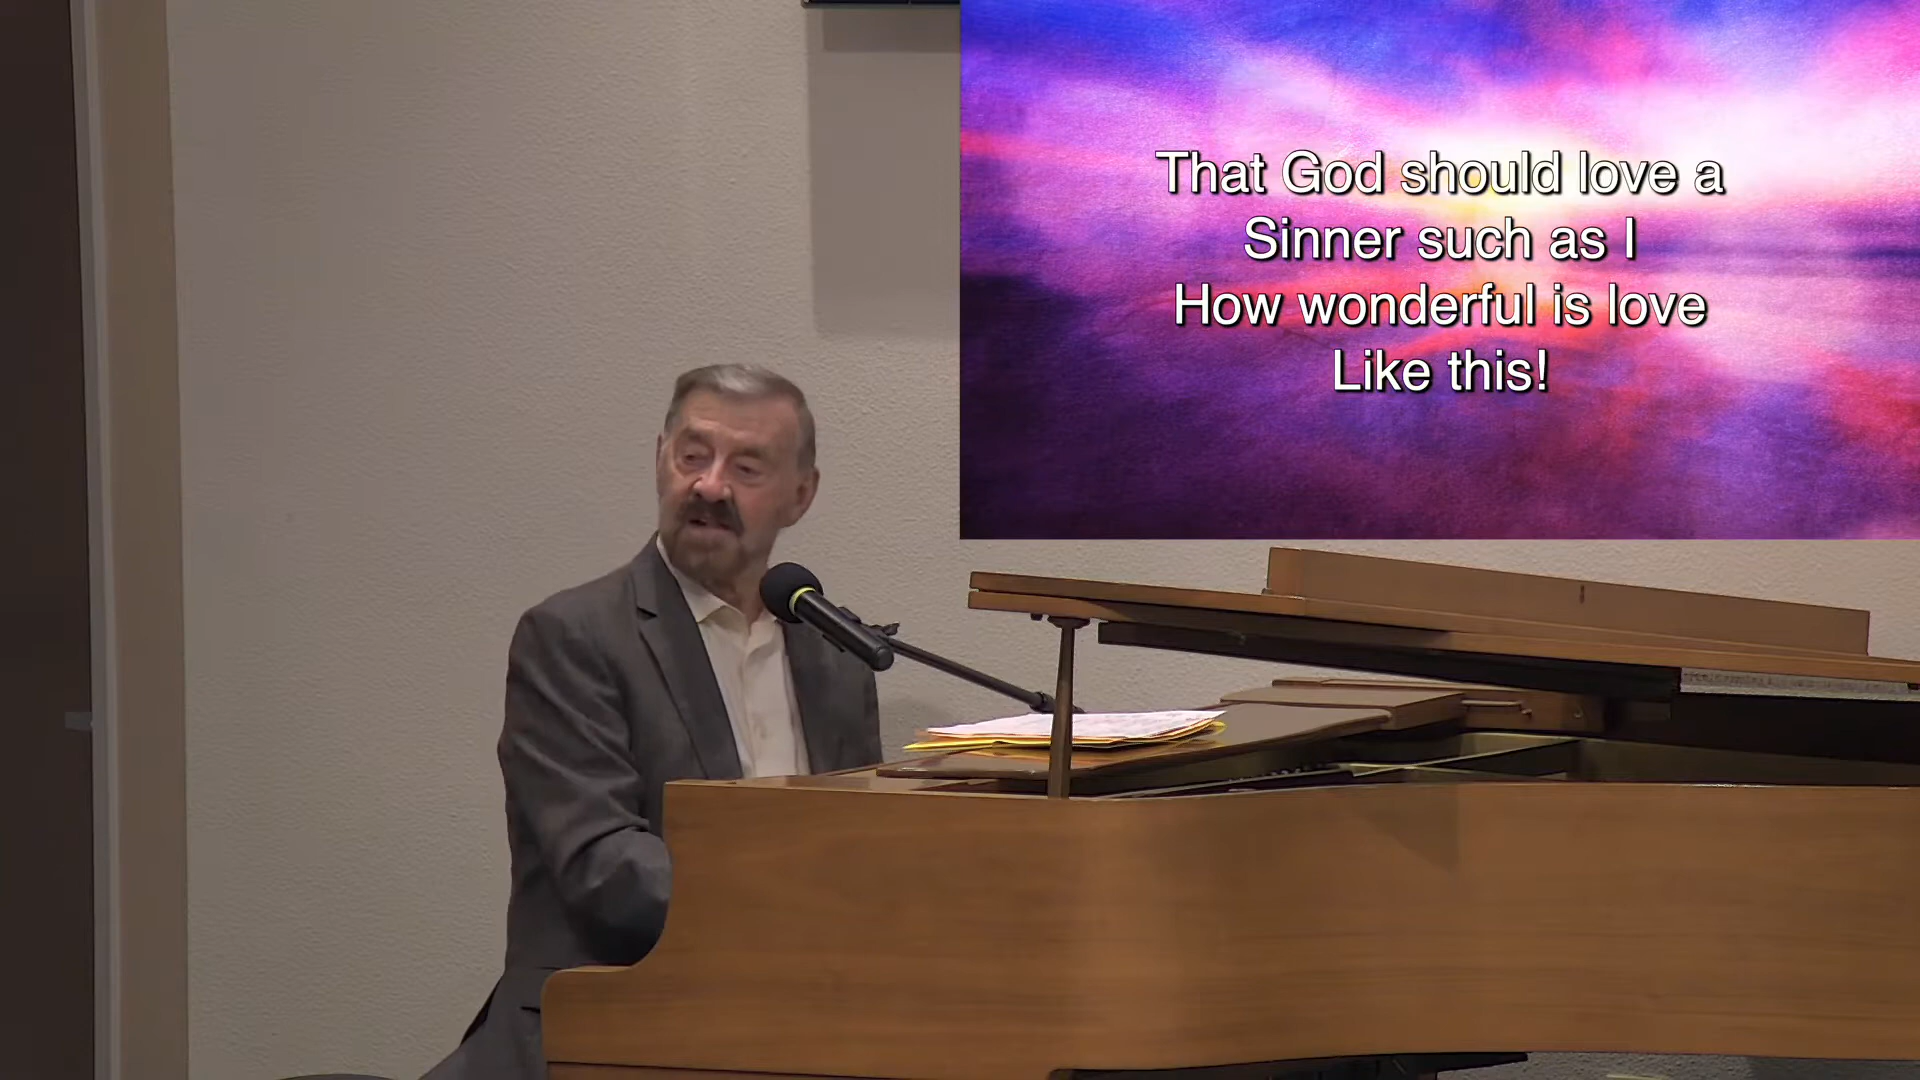 That God should love a
Sinner such as I
How wonderful is love
Like this!